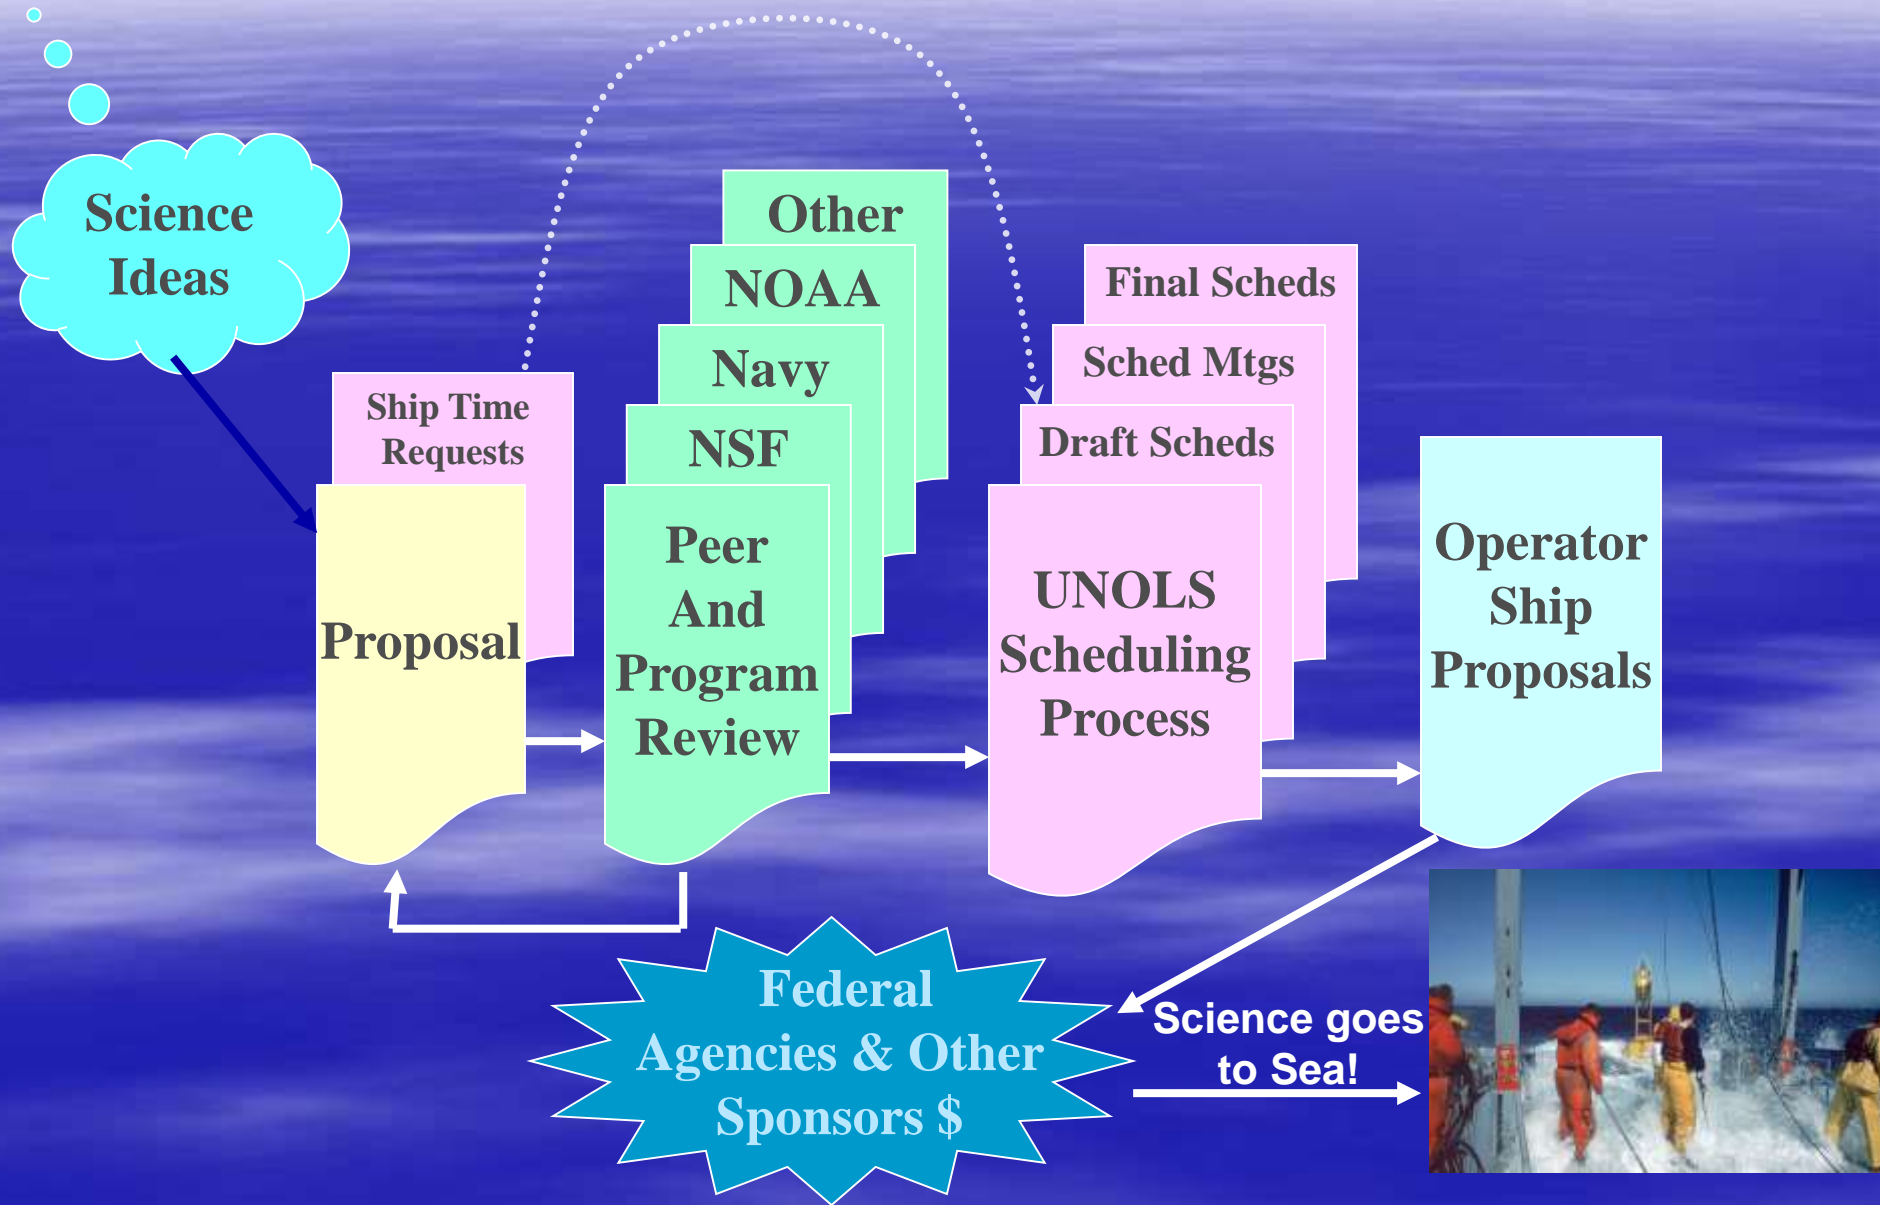 Science
Ideas
Ship Time
Requests
Proposal
Other
NOAA
Navy
NSF
Peer
And
Program
Review
Final Scheds
Sched Mtgs
Draft Scheds
UNOLS
Scheduling
Process
Operator
Ship
Proposals
Federal
Agencies & Other
Sponsors $
Science goes
to Sea!